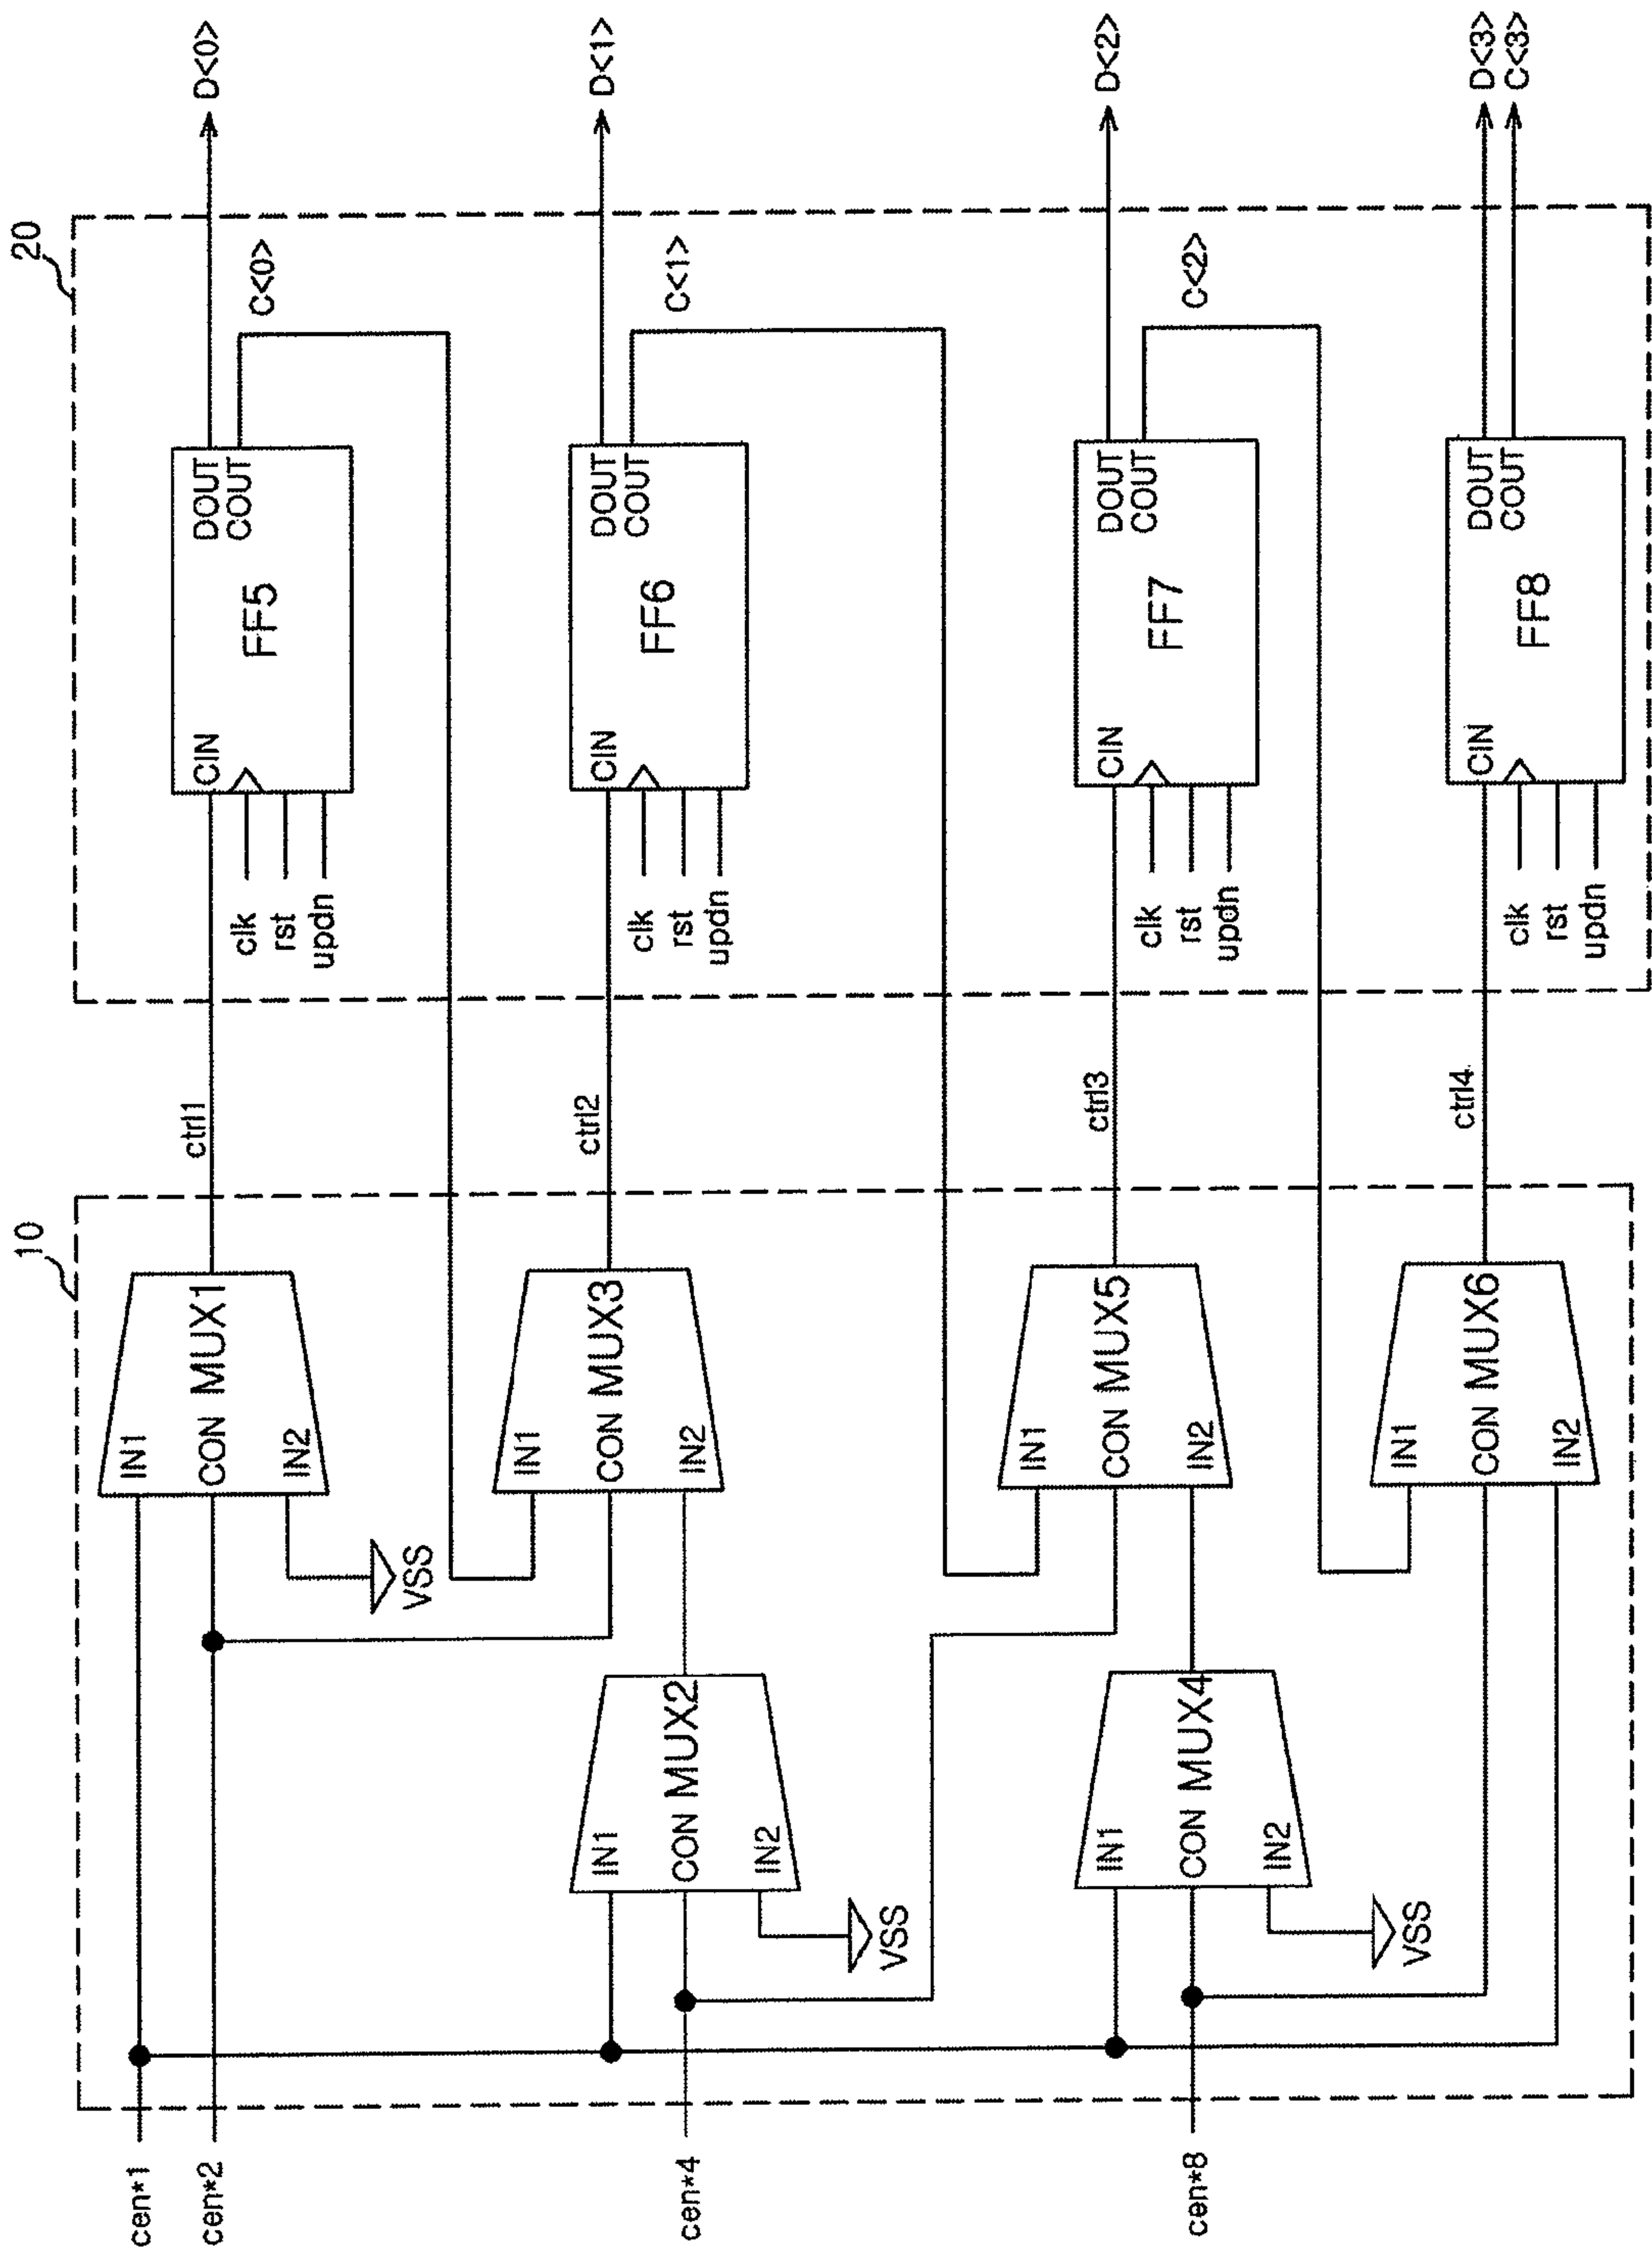 cen*1
cen*2
cen*4
cen*8
10
IN1
CON MUX1
IN2
VSS
IN1
CON MUX2
IN2
VSS
IN1
CON MUX3
IN2
IN1
CON MUX4
IN2
VSS
IN1
CON MUX5
IN2
IN1
CON MUX6
IN2
ctrl1
ctrl2
ctrl3
ctrl4
20
CIN
FF5
DOUT
COUT
clk
rst
updn
C<0>
D<0>
CIN
FF6
DOUT
COUT
clk
rst
updn
C<1>
D<1>
CIN
FF7
DOUT
COUT
clk
rst
updn
C<2>
D<2>
CIN
FF8
DOUT
COUT
clk
rst
updn
D<3>
C<3>